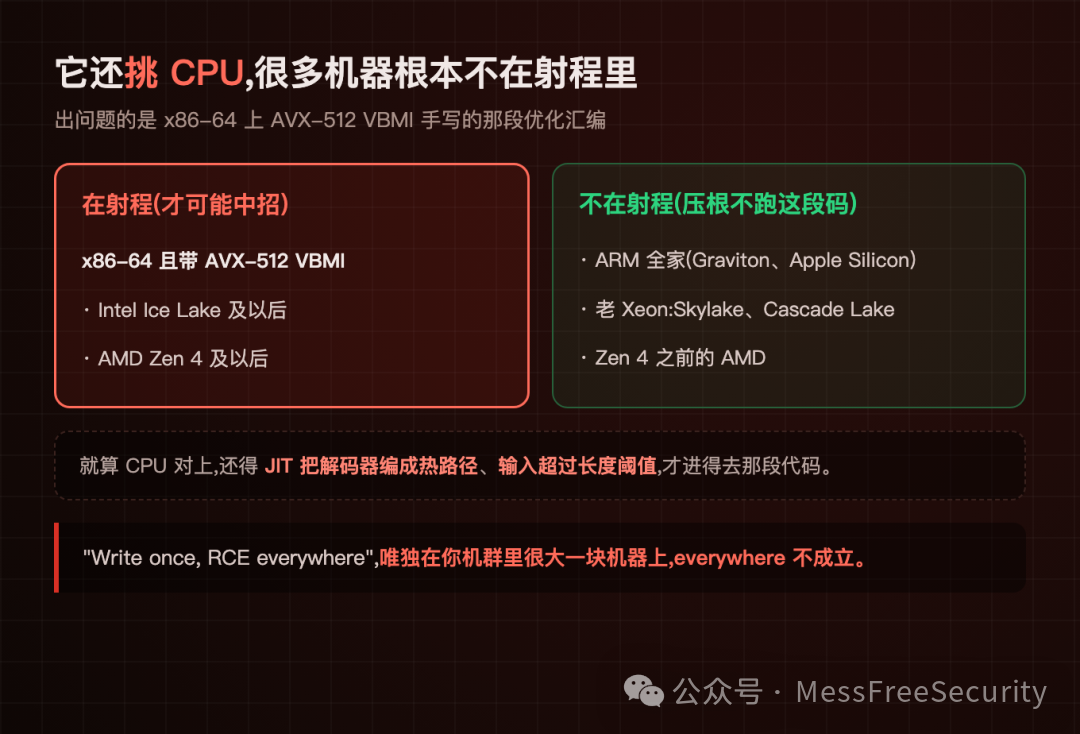 它还挑 CPU,很多机器根本不在射程里
出问题的是 x86-64 上 AVX-512 VBMI 手写的那段优化汇编
在射程(才可能中招)
x86-64 且带 AVX-512 VBMI
· Intel Ice Lake 及以后
· AMD Zen 4 及以后
不在射程(压根不跑这段码)
· ARM 全家(Graviton、Apple Silicon)
· 老 Xeon:Skylake、Cascade Lake
· Zen 4 之前的 AMD
就算 CPU 对上,还得 JIT 把解码器编成热路径、输入超过长度阈值,才进得去那段代码。
"Write once, RCE everywhere",唯独在你机群里很大一块机器上,everywhere 不成立。
公众号 · MessFreeSecurity